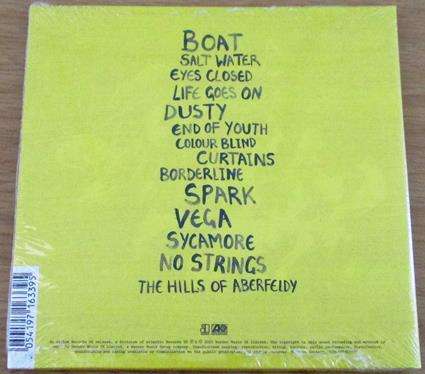 BOAT
SALT WATER
EYES CLOSED
LIFE GOES ON
DUSTY
END OF YOUTH
COLOUR BLIND
CURTAINS
BORDERLINE
SPARK
VEGA
SYCAMORE
NO STRINGS
THE HILLS OF ABERFELDY
5054197163395